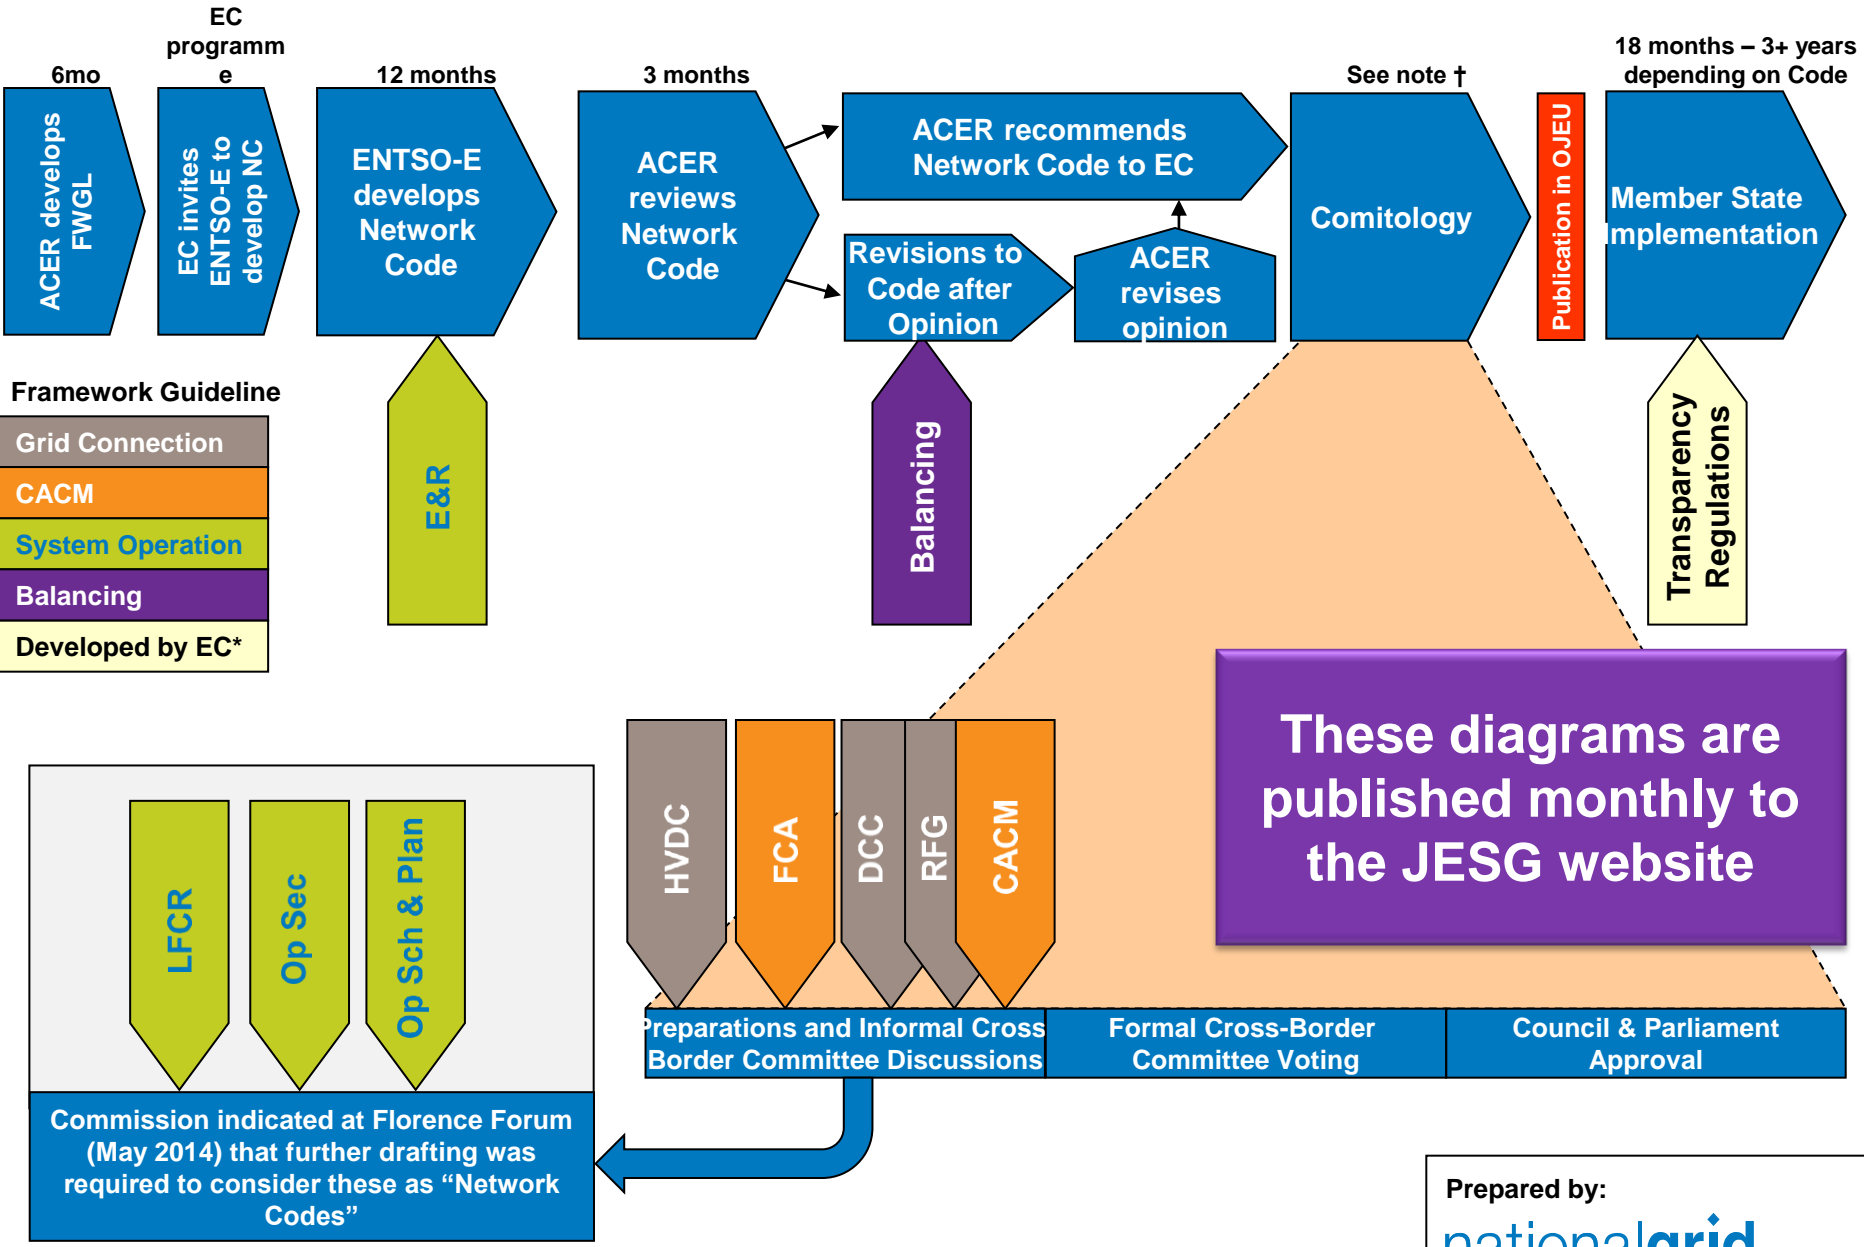 EC
programm
e
6mo
12 months
3 months
See note †
18 months – 3+ years
depending on Code
ACER develops
FWGL
EC invites
ENTSO-E to
develop NC
ENTSO-E
develops
Network
Code
ACER
reviews
Network
Code
ACER recommends
Network Code to EC
Revisions to
Code after
Opinion
ACER
revises
opinion
Comitology
Publication in OJEU
Member State
Implementation
Framework Guideline
Grid Connection
CACM
System Operation
Balancing
Developed by EC*
E&R
Balancing
Transparency
Regulations
These diagrams are
published monthly to
the JESG website
HVDC
FCA
DCC
RFG
CACM
LFCR
Op Sec
Op Sch & Plan
Preparations and Informal Cross
Border Committee Discussions
Formal Cross-Border
Committee Voting
Council & Parliament
Approval
Commission indicated at Florence Forum
(May 2014) that further drafting was
required to consider these as “Network
Codes”
Prepared by:
nationalgrid